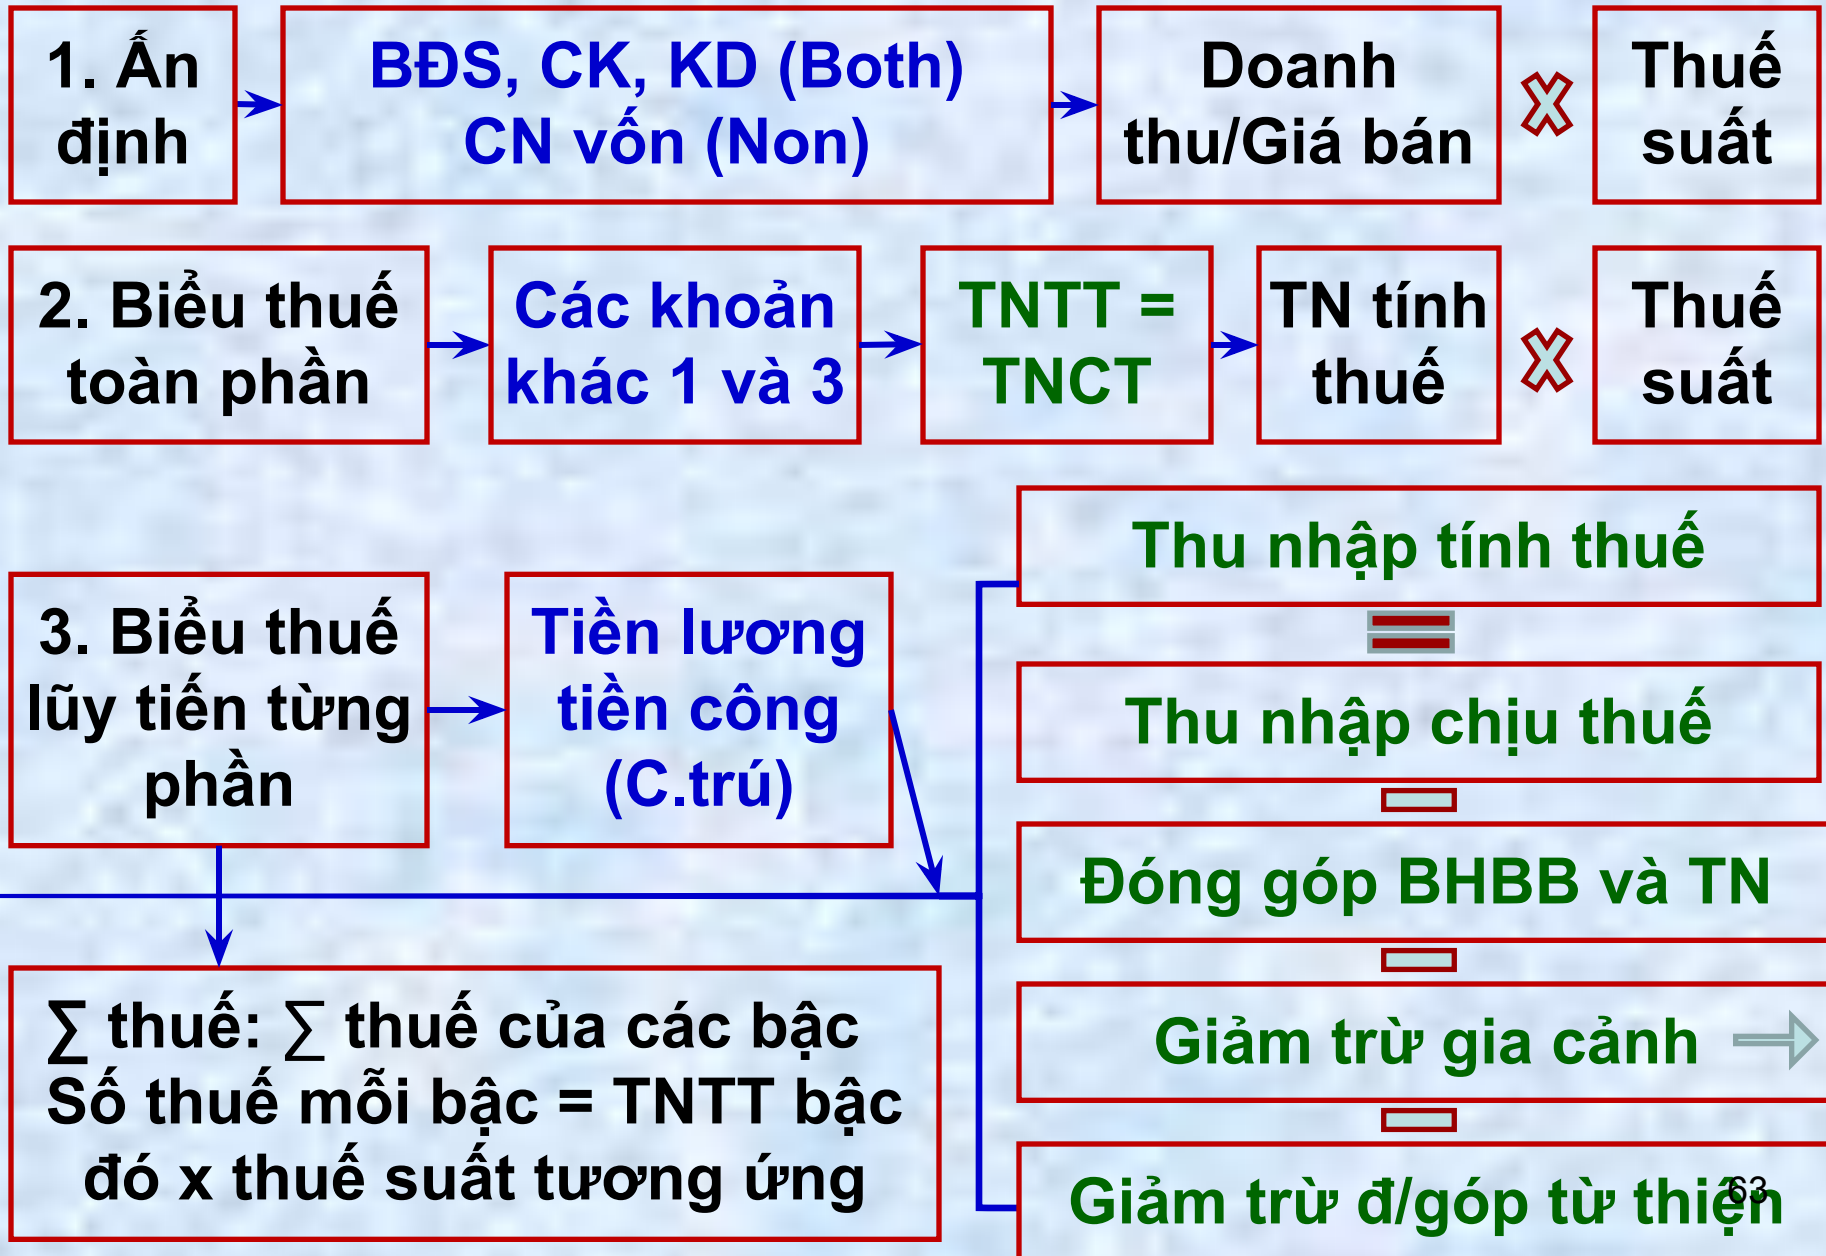 1. Ấn
định
BĐS, CK, KD (Both)
CN vốn (Non)
Doanh
thu/Giá bán
Thuế
suất
2. Biểu thuế
toàn phần
Các khoản
khác 1 và 3
TNTT =
TNCT
TN tính
thuế
Thuế
suất
3. Biểu thuế
lũy tiến từng
phần
Tiền lương
tiền công
(C.trú)
Thu nhập tính thuế
Thu nhập chịu thuế
Đóng góp BHBB và TN
Giảm trừ gia cảnh
Giảm trừ đ/góp từ thiện
∑ thuế: ∑ thuế của các bậc
Số thuế mỗi bậc = TNTT bậc
đó x thuế suất tương ứng
63